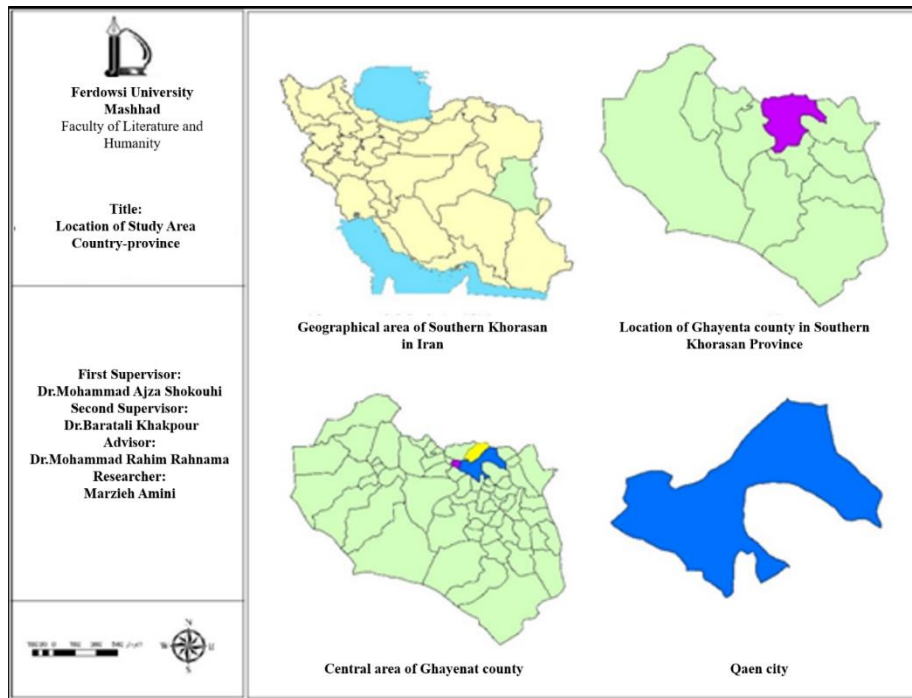 Ferdowsi University
Mashhad
Faculty of Literature and
Humanity
Title:
Location of Study Area
Country-province
First Supervisor:
Dr.Mohammad Ajza Shokouhi
Second Supervisor:
Dr.Baratali Khakpour
Advisor:
Dr.Mohammad Rahim Rahnama
Researcher:
Marzieh Amini
N
S
Geographical area of Southern Khorasan
in Iran
Location of Ghayenta county in Southern
Khorasan Province
Central area of Ghayenat county
Qaen city